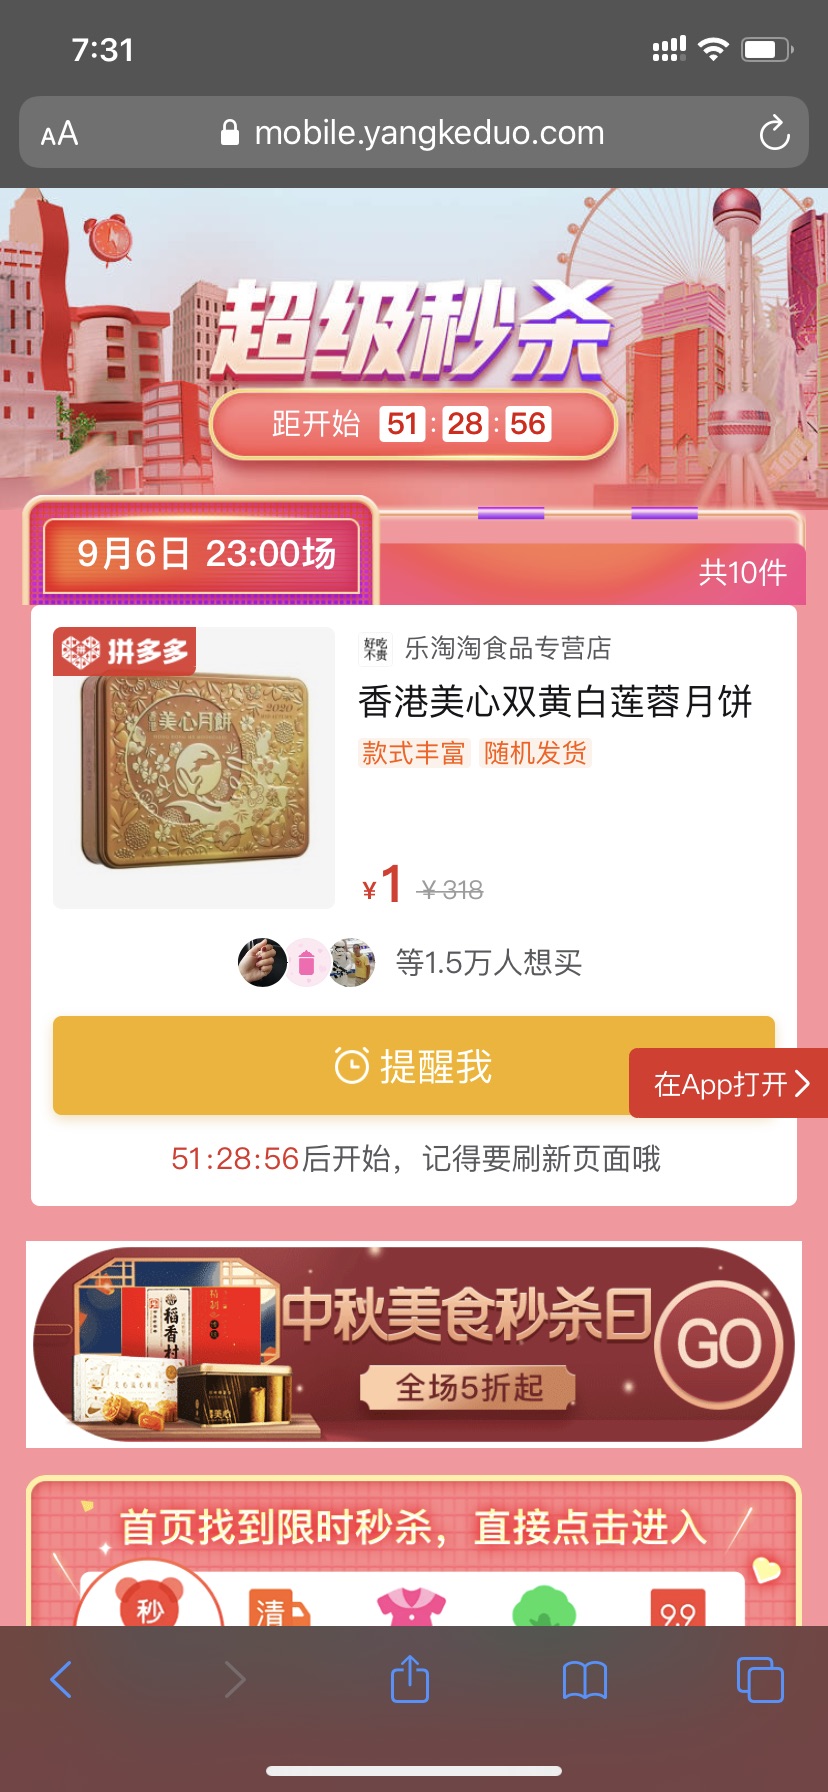 7:31
AA mobile.yangkeduo.com
超级秒杀
距开始 51:28:56
9月6日 23:00场
共10件
拼多多
美心月餅
2020
好吃不贵
乐淘淘食品专营店
香港美心双黄白莲蓉月饼
款式丰富 随机发货
¥1 ¥318
等1.5万人想买
提醒我
在App打开
51:28:56后开始，记得要刷新页面哦
稻香村
中秋美食秒杀日
GO
全场5折起
首页找到限时秒杀，直接点击进入
秒
清
9.9